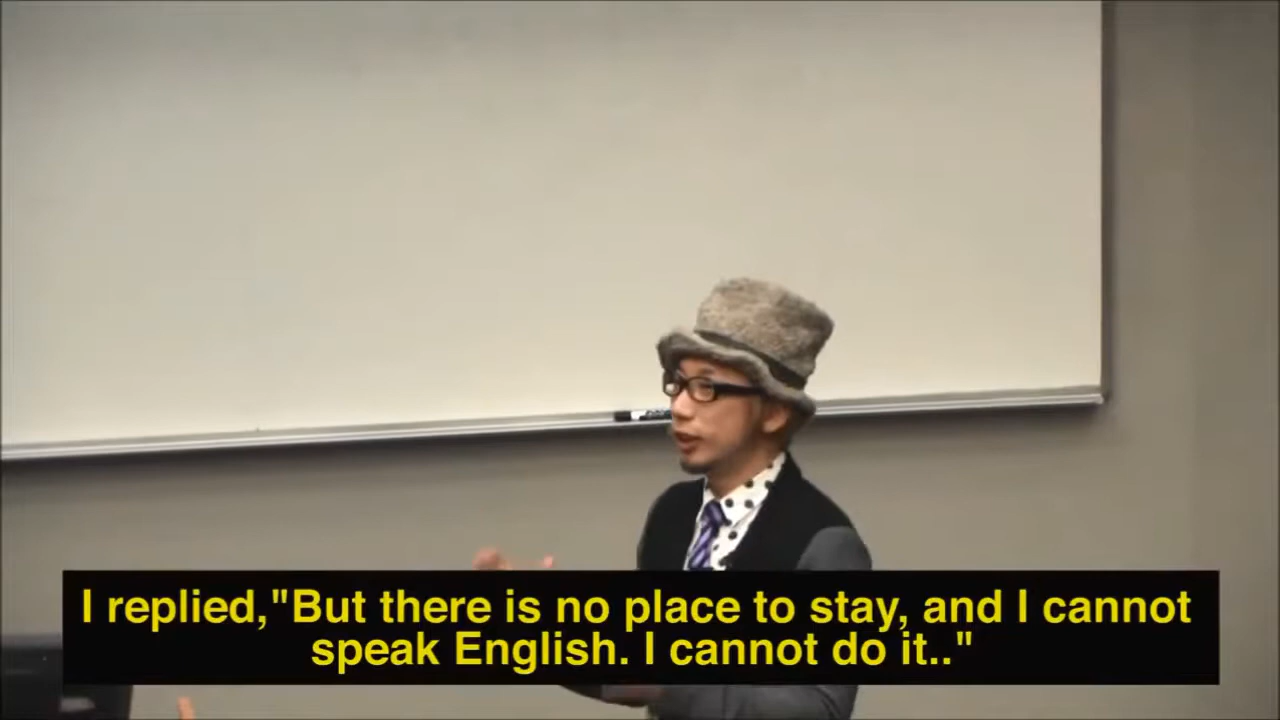 I replied,"But there is no place to stay, and I cannot
speak English. I cannot do it.."